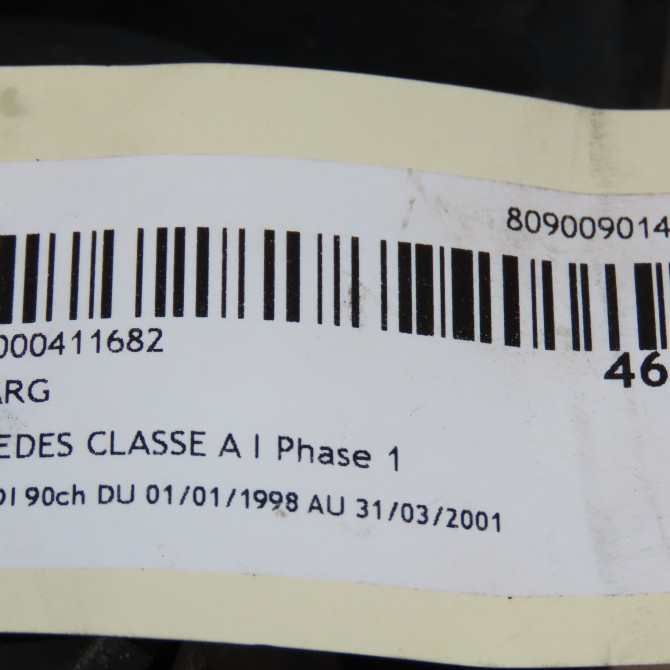 809009014
000411682
46
ARG
EDES CLASSE A I Phase 1
DI 90ch DU 01/01/1998 AU 31/03/2001